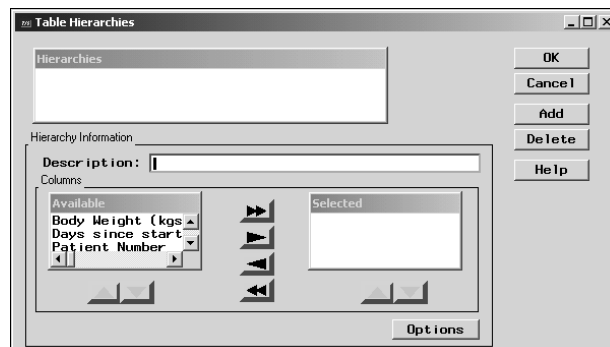 Table Hierarchies
Hierarchies
OK
Cancel
Add
Delete
Help
Hierarchy Information
Description:
Columns
Available
Body Weight (kgs
Days since start
Patient Number
Selected
Options